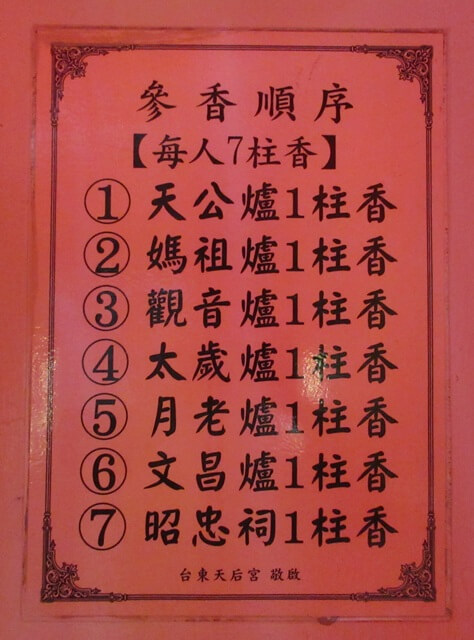 參香順序
【每人7柱香】
① 天公爐1柱香
② 媽祖爐1柱香
③ 觀音爐1柱香
④ 太歲爐1柱香
⑤ 月老爐1柱香
⑥ 文昌爐1柱香
⑦ 昭忠祠1柱香
台東天后宮 敬啟